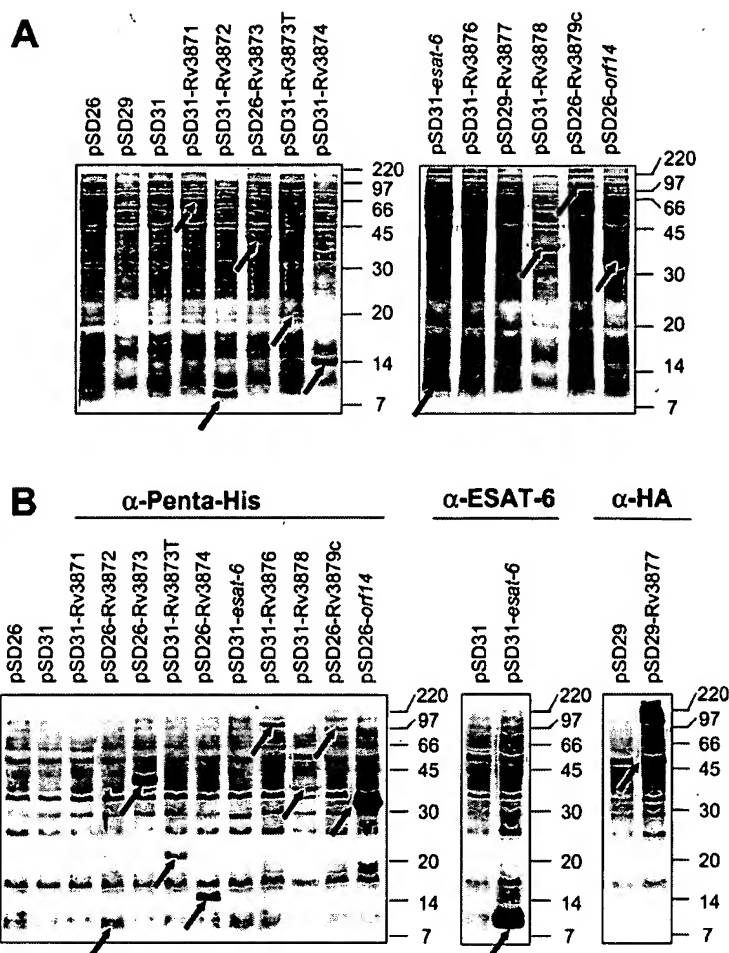 A
pSD26
pSD29
pSD31
pSD31-Rv3871
pSD31-Rv3872
pSD26-Rv3873
pSD31-Rv3873T
pSD31-Rv3874
220
97
66
45
30
20
14
7
pSD31-esat-6
pSD31-Rv3876
pSD29-Rv3877
pSD31-Rv3878
pSD26-Rv3879c
pSD26-orf14
220
97
66
45
30
20
14
7
B
α-Penta-His
pSD26
pSD31
pSD31-Rv3871
pSD26-Rv3872
pSD26-Rv3873
pSD31-Rv3873T
pSD26-Rv3874
pSD31-esat-6
pSD31-Rv3876
pSD31-Rv3878
pSD26-Rv3879c
pSD26-orf14
220
97
66
45
30
20
14
7
α-ESAT-6
pSD31
pSD31-esat-6
220
97
66
45
30
20
14
7
α-HA
pSD29
pSD29-Rv3877
220
97
66
45
30
20
14
7